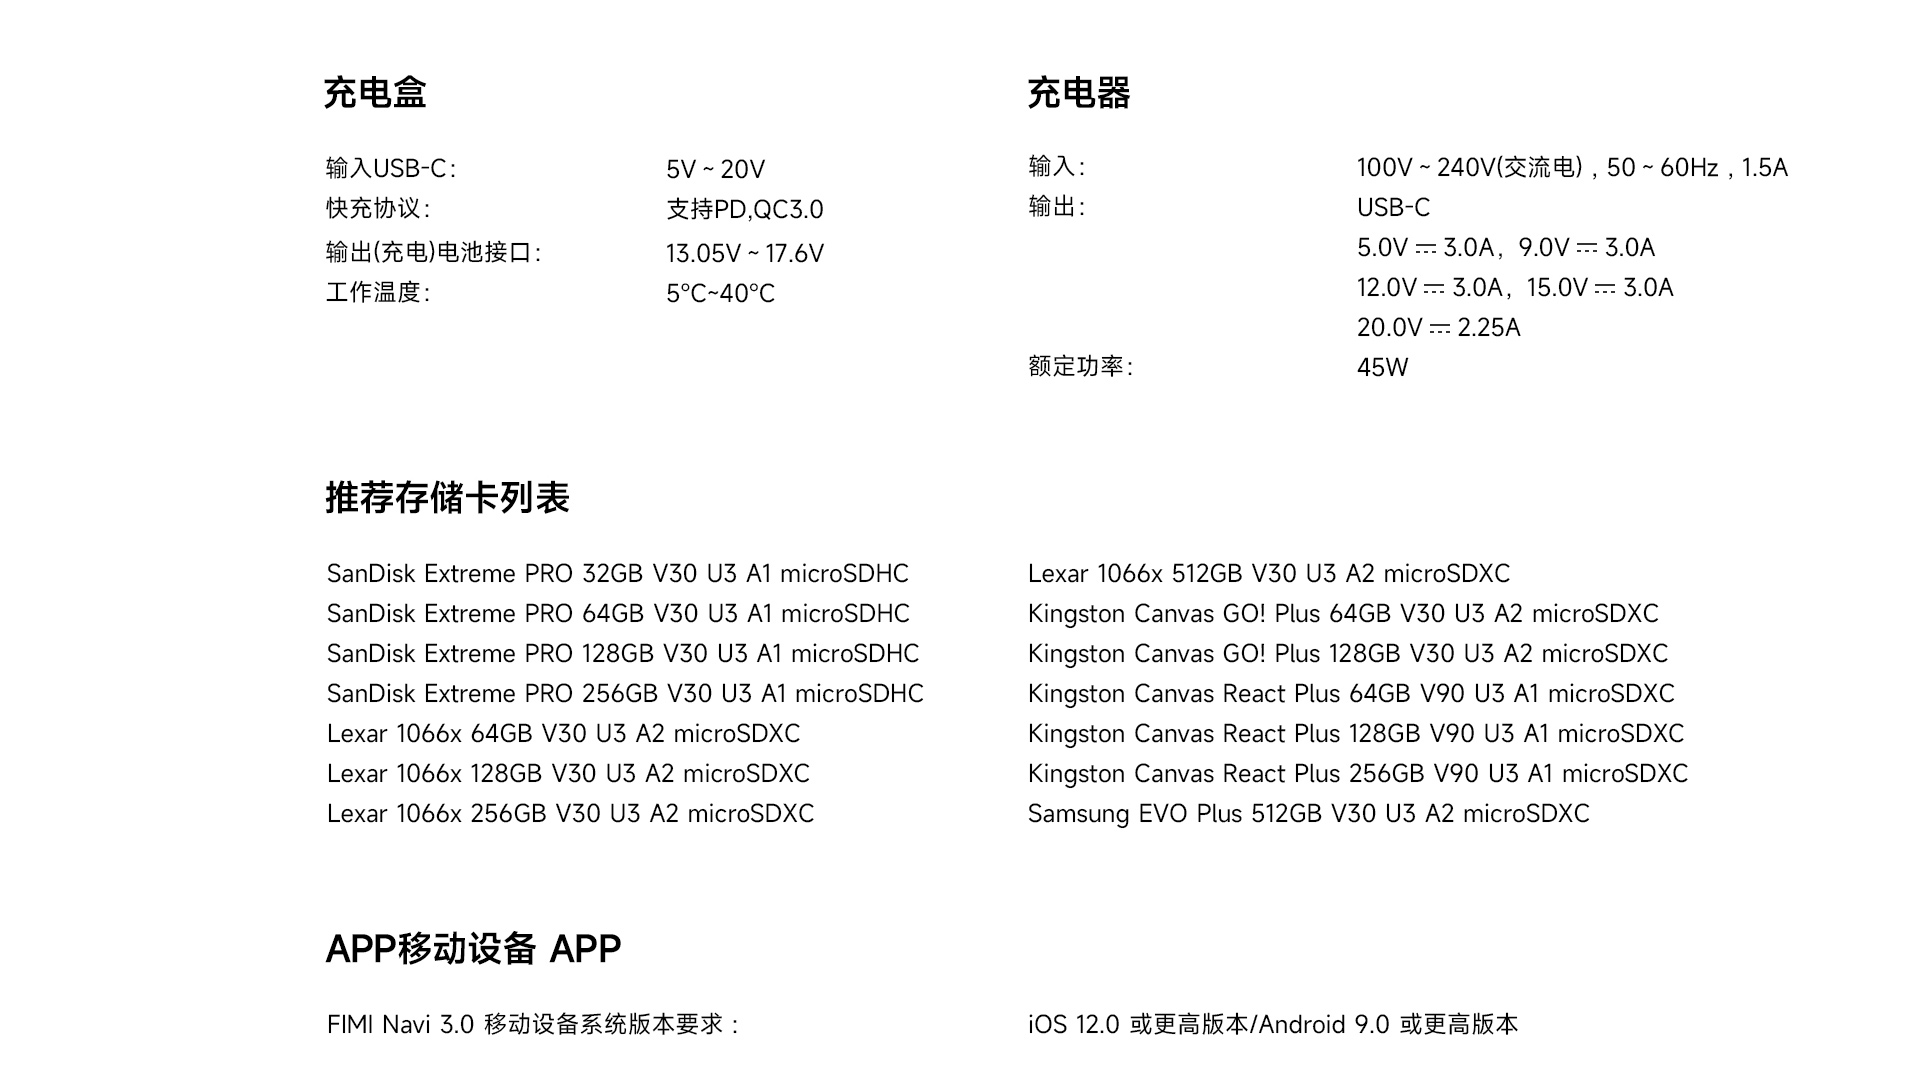 充电盒
输入USB-C： 5V ~ 20V
快充协议： 支持PD,QC3.0
输出(充电)电池接口： 13.05V ~ 17.6V
工作温度： 5°C~40°C
充电器
输入： 100V ~ 240V(交流电) , 50 ~ 60Hz , 1.5A
输出： USB-C
5.0V ⎓ 3.0A，9.0V ⎓ 3.0A
12.0V ⎓ 3.0A，15.0V ⎓ 3.0A
20.0V ⎓ 2.25A
额定功率： 45W
推荐存储卡列表
SanDisk Extreme PRO 32GB V30 U3 A1 microSDHC
SanDisk Extreme PRO 64GB V30 U3 A1 microSDHC
SanDisk Extreme PRO 128GB V30 U3 A1 microSDHC
SanDisk Extreme PRO 256GB V30 U3 A1 microSDHC
Lexar 1066x 64GB V30 U3 A2 microSDXC
Lexar 1066x 128GB V30 U3 A2 microSDXC
Lexar 1066x 256GB V30 U3 A2 microSDXC
Lexar 1066x 512GB V30 U3 A2 microSDXC
Kingston Canvas GO! Plus 64GB V30 U3 A2 microSDXC
Kingston Canvas GO! Plus 128GB V30 U3 A2 microSDXC
Kingston Canvas React Plus 64GB V90 U3 A1 microSDXC
Kingston Canvas React Plus 128GB V90 U3 A1 microSDXC
Kingston Canvas React Plus 256GB V90 U3 A1 microSDXC
Samsung EVO Plus 512GB V30 U3 A2 microSDXC
APP移动设备 APP
FIMI Navi 3.0 移动设备系统版本要求 : iOS 12.0 或更高版本/Android 9.0 或更高版本